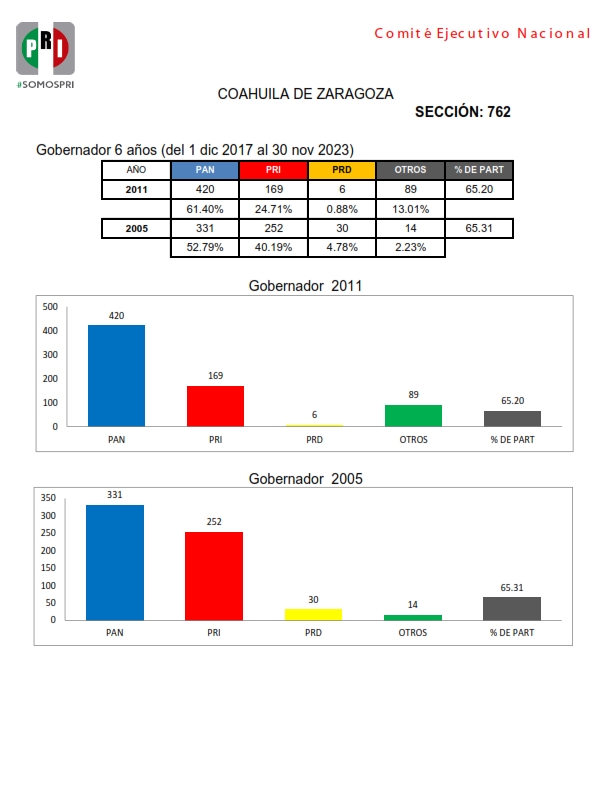 PRI
#SOMOSPRI
Comité Ejecutivo Nacional
COAHUILA DE ZARAGOZA
SECCIÓN: 762
Gobernador 6 años (del 1 dic 2017 al 30 nov 2023)
AÑO PAN PRI PRD OTROS % DE PART
2011 420 169 6 89 65.20
61.40% 24.71% 0.88% 13.01%
2005 331 252 30 14 65.31
52.79% 40.19% 4.78% 2.23%
Gobernador 2011
500
400
300
200
100
0
420
169
6
89
65.20
PAN PRI PRD OTROS % DE PART
Gobernador 2005
350
300
250
200
150
100
50
0
331
252
30
14
65.31
PAN PRI PRD OTROS % DE PART